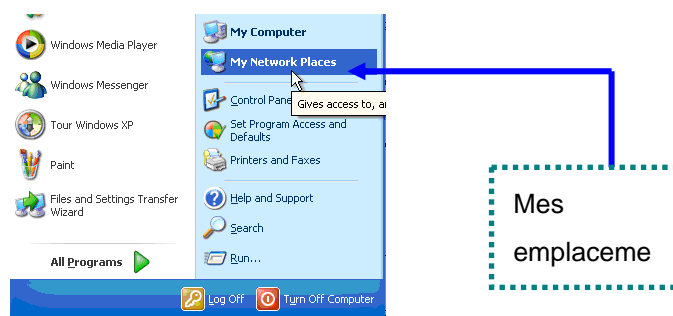 Windows Media Player
Windows Messenger
Tour Windows XP
Paint
Files and Settings Transfer
Wizard
All Programs
My Computer
My Network Places
Control Pane
Gives access to, a
Set Program Access and
Defaults
Printers and Faxes
Help and Support
Search
Run...
Log Off
Turn Off Computer
Mes
emplaceme